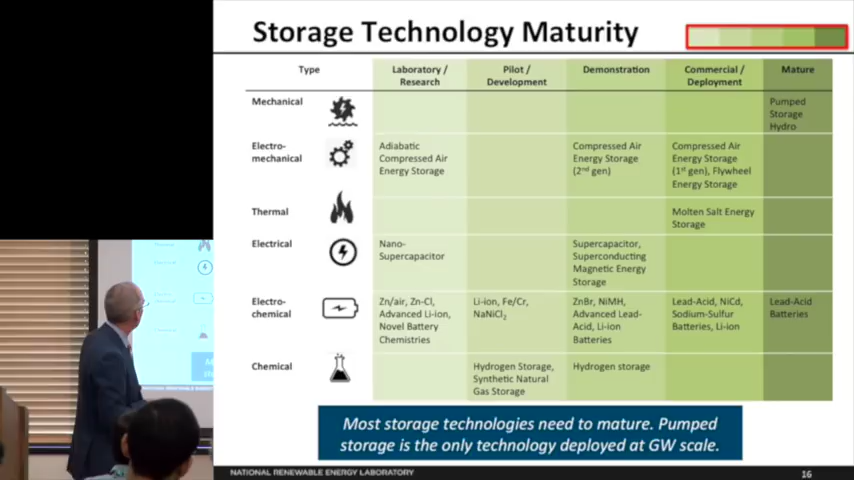 Storage Technology Maturity
Type
Laboratory /
Research
Pilot /
Development
Demonstration
Commercial /
Deployment
Mature
Mechanical
Pumped
Storage
Hydro
Electro-
mechanical
Adiabatic
Compressed Air
Energy Storage
Compressed Air
Energy Storage
(2nd gen)
Compressed Air
Energy Storage
(1st gen), Flywheel
Energy Storage
Thermal
Molten Salt Energy
Storage
Electrical
Nano-
Supercapacitor
Supercapacitor,
Superconducting
Magnetic Energy
Storage
Electro-
chemical
Zn/air, Zn-Cl,
Advanced Li-ion,
Novel Battery
Chemistries
Li-ion, Fe/Cr,
NaNiCl2
ZnBr, NiMH,
Advanced Lead-
Acid, Li-ion
Batteries
Lead-Acid, NiCd,
Sodium-Sulfur
Batteries, Li-ion
Lead-Acid
Batteries
Chemical
Hydrogen Storage,
Synthetic Natural
Gas Storage
Hydrogen storage
Most storage technologies need to mature. Pumped
storage is the only technology deployed at GW scale.
NATIONAL RENEWABLE ENERGY LABORATORY
16